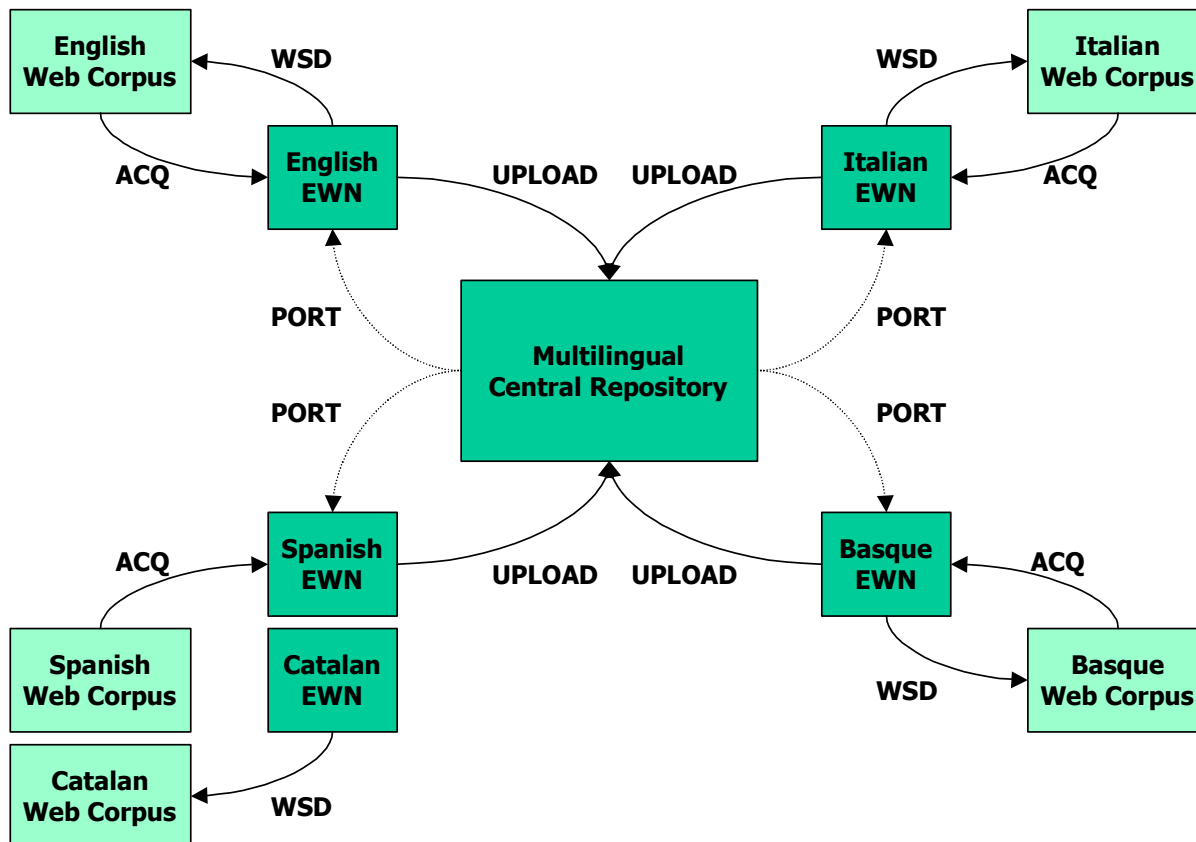 English
Web Corpus
WSD
WSD
Italian
Web Corpus
ACQ
English
EWN
UPLOAD
UPLOAD
Italian
EWN
ACQ
PORT
PORT
Multilingual
Central Repository
PORT
PORT
ACQ
Spanish
EWN
UPLOAD
UPLOAD
Basque
EWN
ACQ
Spanish
Web Corpus
Catalan
EWN
WSD
Basque
Web Corpus
Catalan
Web Corpus
WSD